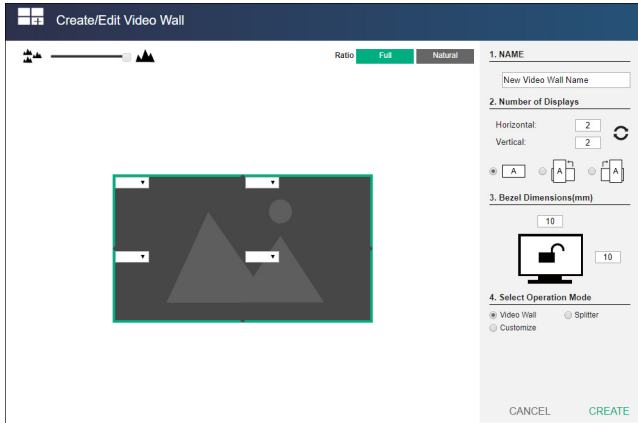 Create/Edit Video Wall
Ratio Full Natural
1. NAME
New Video Wall Name
2. Number of Displays
Horizontal: 2
Vertical: 2
A A A
3. Bezel Dimensions(mm)
10
10
4. Select Operation Mode
Video Wall Splitter
Customize
CANCEL CREATE